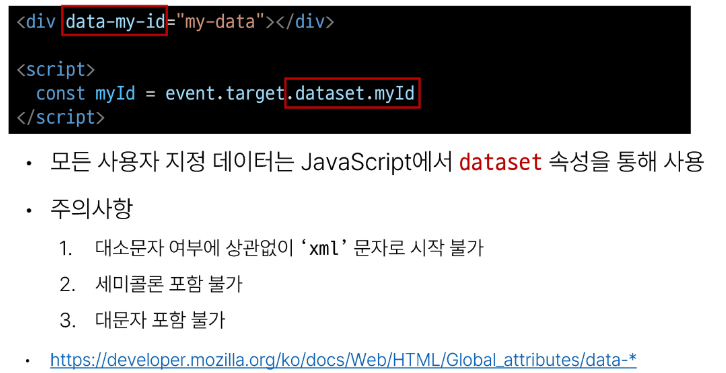 <div data-my-id="my-data"></div>
<script>
const myId = event.target.dataset.myId
</script>
• 모든 사용자 지정 데이터는 JavaScript에서 dataset 속성을 통해 사용
• 주의사항
1. 대소문자 여부에 상관없이 ‘xml’ 문자로 시작 불가
2. 세미콜론 포함 불가
3. 대문자 포함 불가
• https://developer.mozilla.org/ko/docs/Web/HTML/Global_attributes/data-*